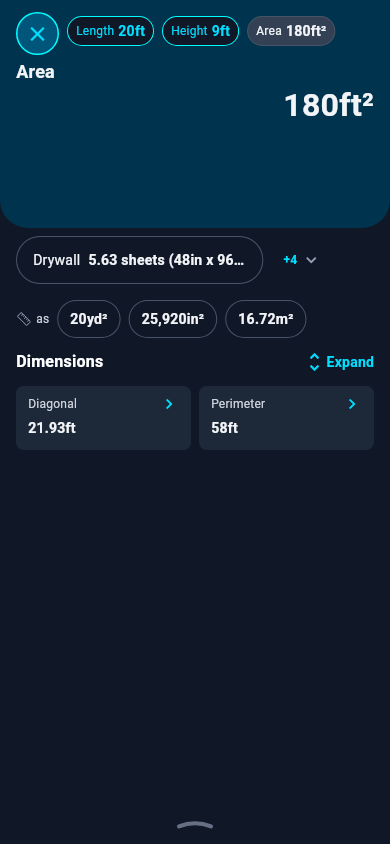 Length 20ft Height 9ft Area 180ft²
Area
180ft²
Drywall 5.63 sheets (48in x 96... +4
as 20yd² 25,920in² 16.72m²
Dimensions Expand
Diagonal
21.93ft
Perimeter
58ft